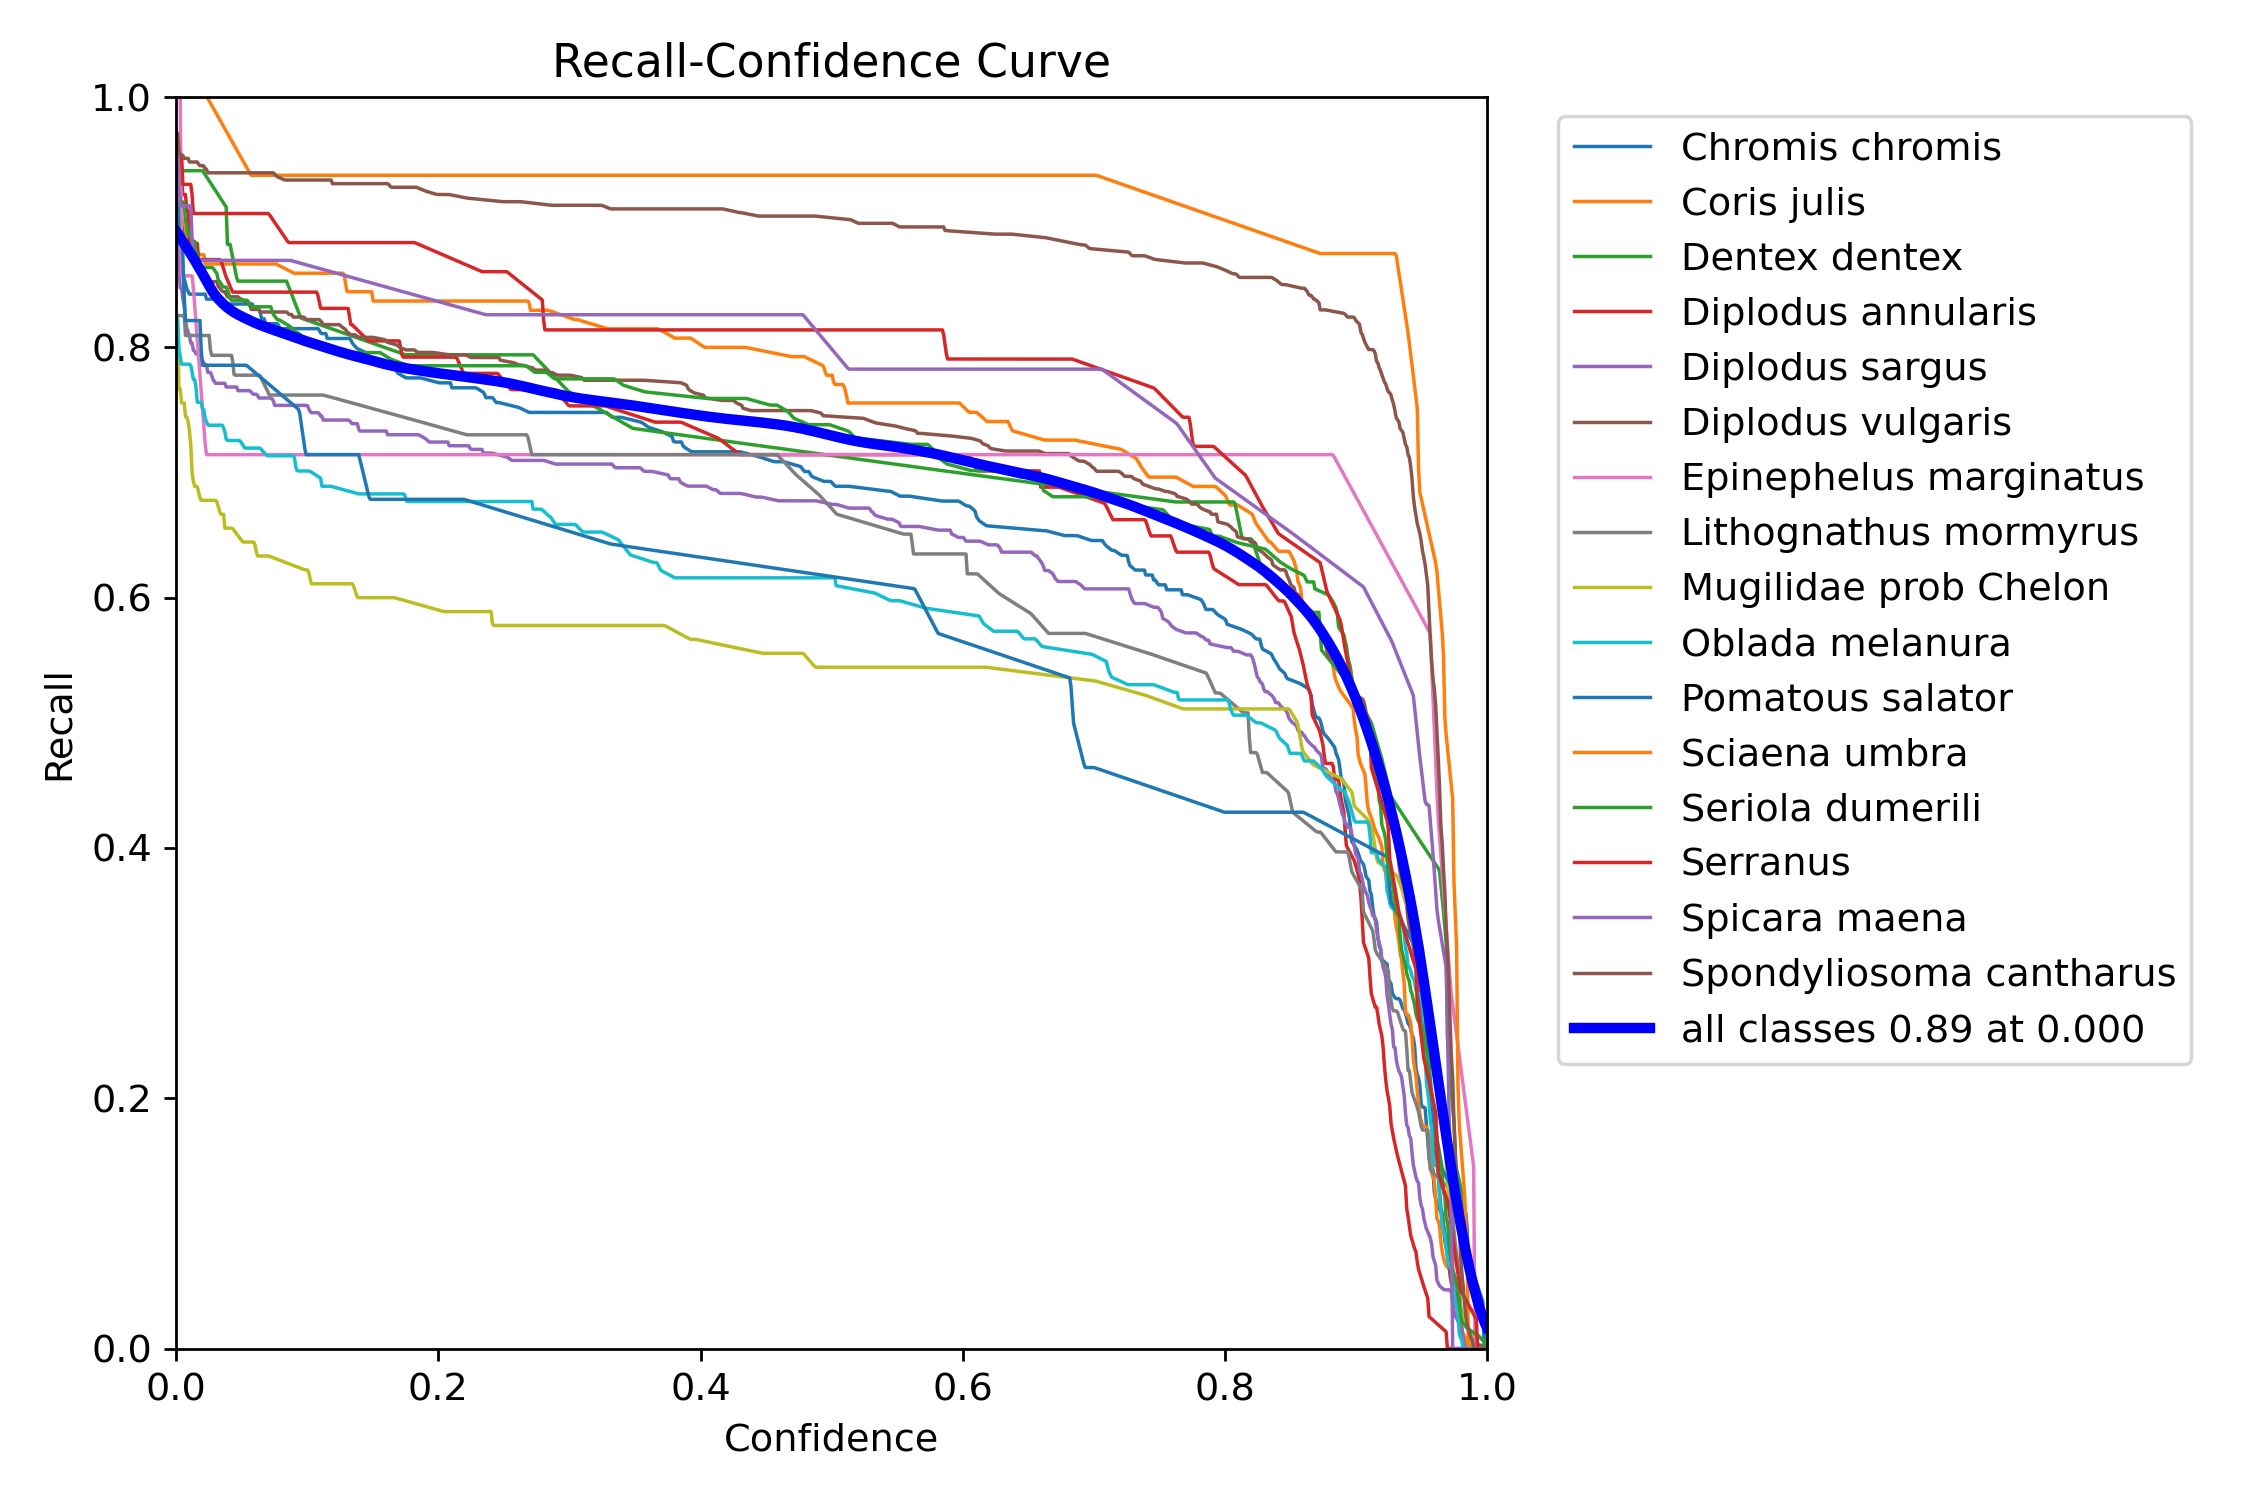 Recall-Confidence Curve
1.0
0.8
0.6
0.4
0.2
0.0
Recall
0.0 0.2 0.4 0.6 0.8 1.0
Confidence
Chromis chromis
Coris julis
Dentex dentex
Diplodus annularis
Diplodus sargus
Diplodus vulgaris
Epinephelus marginatus
Lithognathus mormyrus
Mugilidae prob Chelon
Oblada melanura
Pomatous salator
Sciaena umbra
Seriola dumerili
Serranus
Spicara maena
Spondyliosoma cantharus
all classes 0.89 at 0.000